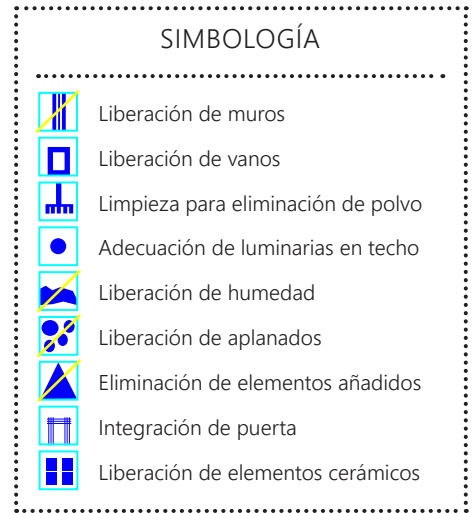 SIMBOLOGÍA
Liberación de muros
Liberación de vanos
Limpieza para eliminación de polvo
Adecuación de luminarias en techo
Liberación de humedad
Liberación de aplanados
Eliminación de elementos añadidos
Integración de puerta
Liberación de elementos cerámicos